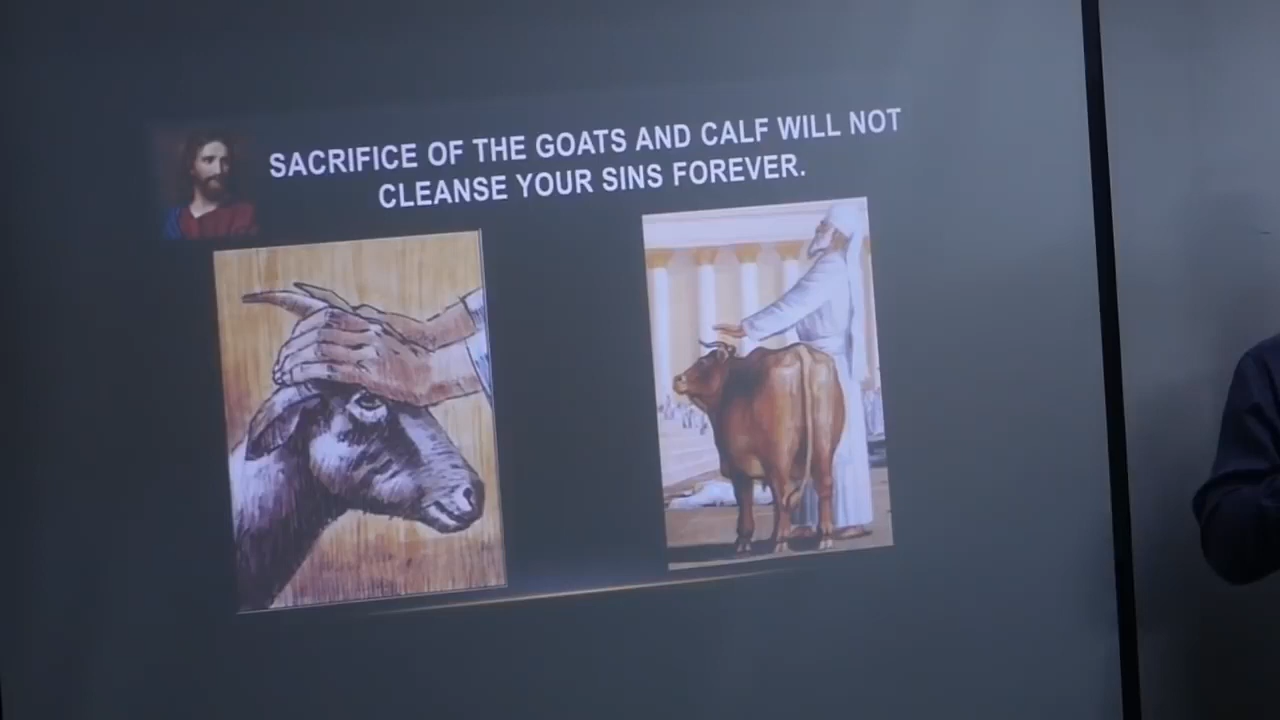 SACRIFICE OF THE GOATS AND CALF WILL NOT
CLEANSE YOUR SINS FOREVER.